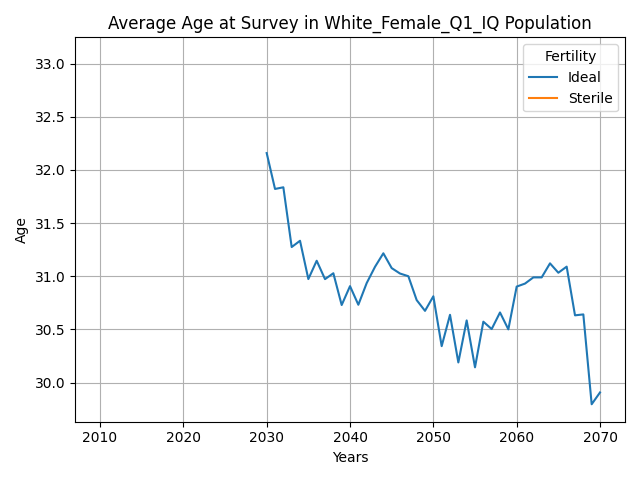 Average Age at Survey in White_Female_Q1_IQ Population
Fertility
Ideal
Sterile
33.0
32.5
32.0
31.5
31.0
30.5
30.0
Age
2010 2020 2030 2040 2050 2060 2070
Years